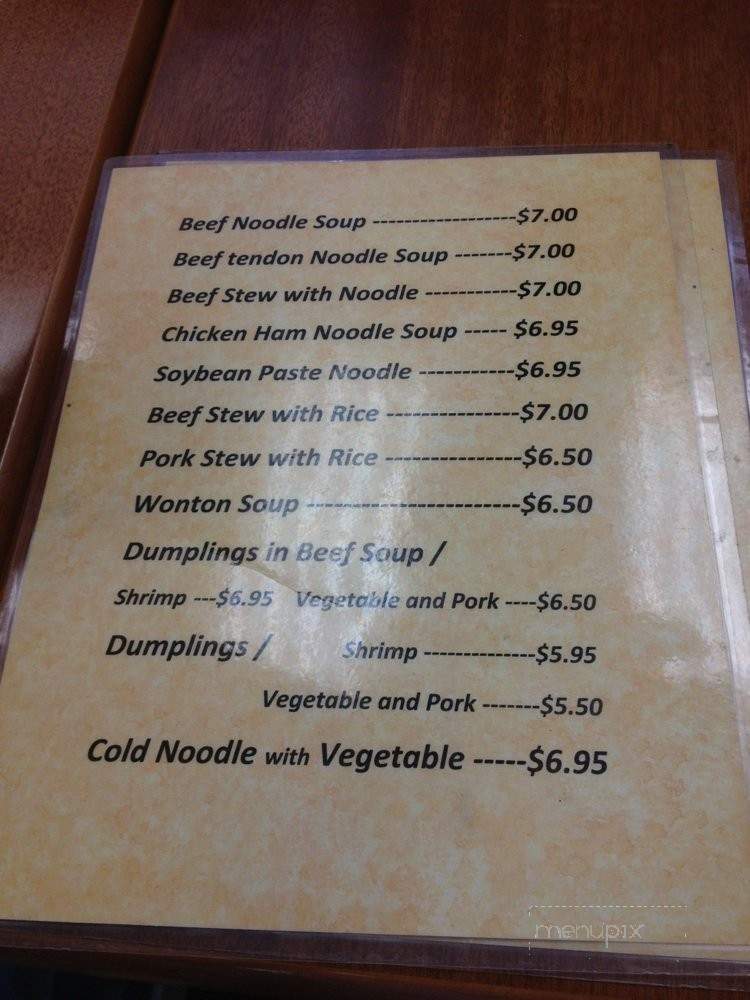 Beef Noodle Soup ------------------$7.00
Beef tendon Noodle Soup -------$7.00
Beef Stew with Noodle -----------$7.00
Chicken Ham Noodle Soup ----- $6.95
Soybean Paste Noodle ------------$6.95
Beef Stew with Rice ----------------$7.00
Pork Stew with Rice ----------------$6.50
Wonton Soup ------------------------$6.50
Dumplings in Beef Soup /
Shrimp ---$6.95 Vegetable and Pork ----$6.50
Dumplings / Shrimp --------------$5.95
Vegetable and Pork -------$5.50
Cold Noodle with Vegetable -----$6.95
menupix